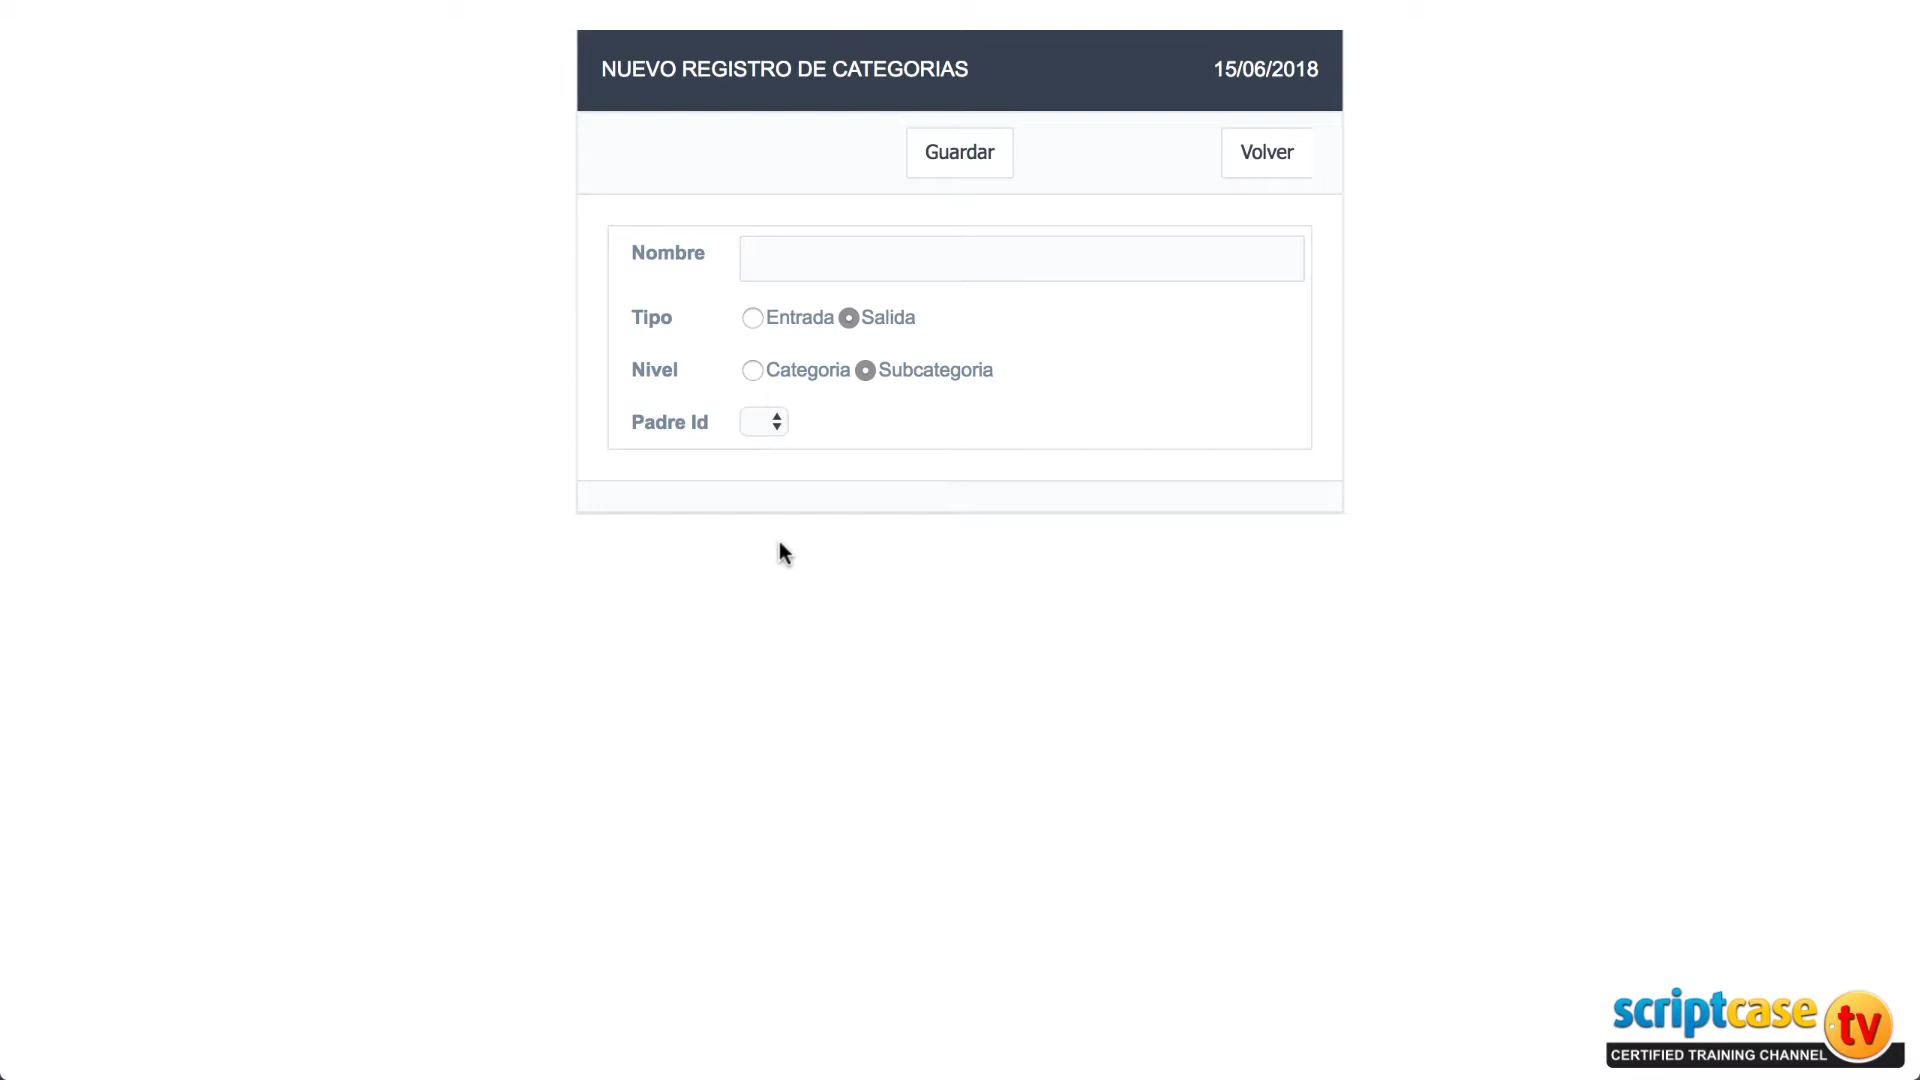 NUEVO REGISTRO DE CATEGORIAS 15/06/2018
Guardar Volver
Nombre
Tipo Entrada Salida
Nivel Categoria Subcategoria
Padre Id
scriptcase tv
CERTIFIED TRAINING CHANNEL